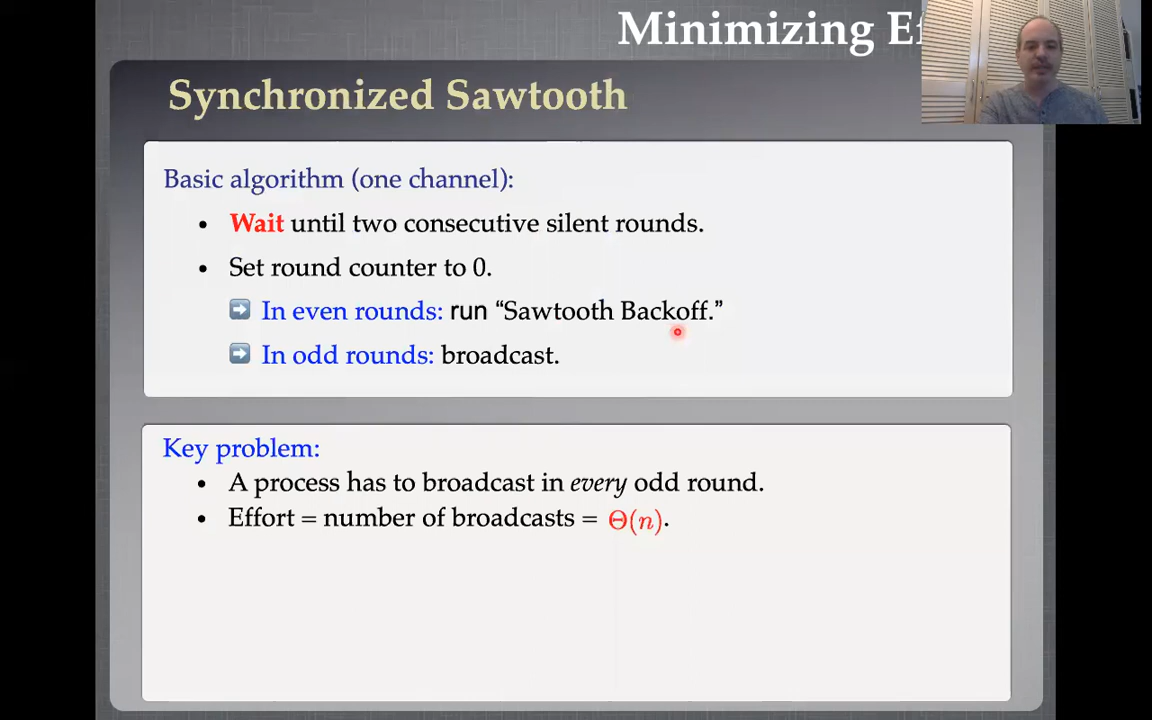 Minimizing
Synchronized Sawtooth
Basic algorithm (one channel):
• Wait until two consecutive silent rounds.
• Set round counter to 0.
In even rounds: run “Sawtooth Backoff.”
In odd rounds: broadcast.
Key problem:
• A process has to broadcast in every odd round.
• Effort = number of broadcasts = Θ(n).